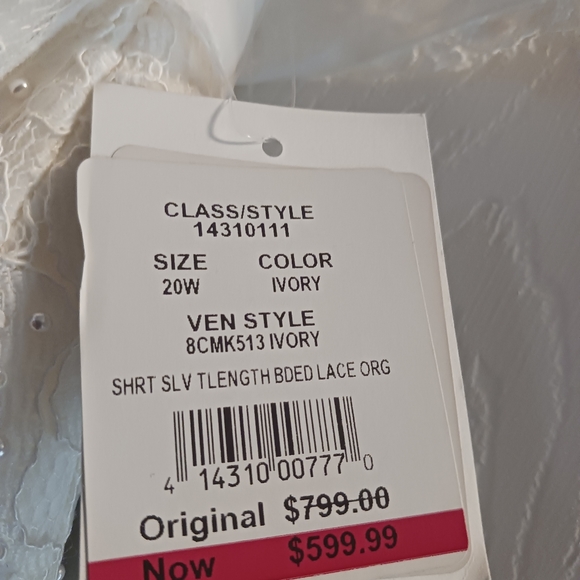 CLASS/STYLE
14310111
SIZE COLOR
20W IVORY
VEN STYLE
8CMK513 IVORY
SHRT SLV TLENGTH BDED LACE ORG
4 14310 00777 0
Original $799.00
Now $599.99